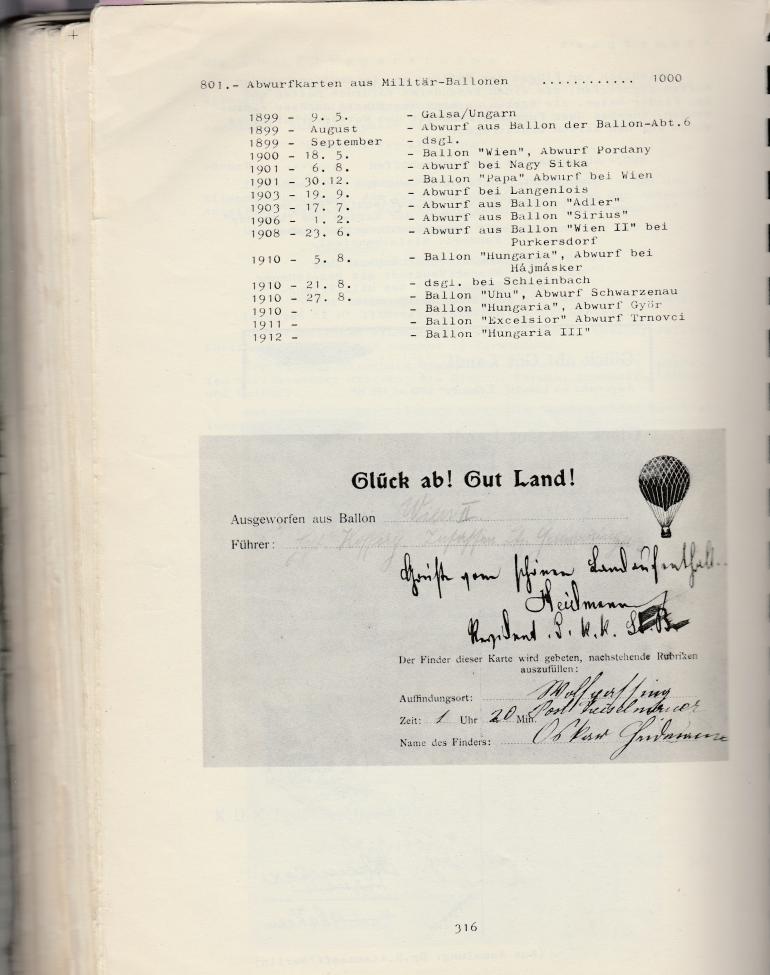 801.- Abwurfkarten aus Militär-Ballonen ............ 1000
1899 - 9. 5. - Galsa/Ungarn
1899 - August - Abwurf aus Ballon der Ballon-Abt.6
1899 - September - dsgl.
1900 - 18. 5. - Ballon "Wien", Abwurf Pordany
1901 - 6. 8. - Abwurf bei Nagy Sitka
1901 - 30.12. - Ballon "Papa" Abwurf bei Wien
1903 - 19. 9. - Abwurf bei Langenlois
1903 - 17. 7. - Abwurf aus Ballon "Adler"
1906 - 1. 2. - Abwurf aus Ballon "Sirius"
1908 - 23. 6. - Abwurf aus Ballon "Wien II" bei
Purkersdorf
1910 - 5. 8. - Ballon "Hungaria", Abwurf bei
Hájmásker
1910 - 21. 8. - dsgl. bei Schleinbach
1910 - 27. 8. - Ballon "Uhu", Abwurf Schwarzenau
1910 - - Ballon "Hungaria", Abwurf Györ
1911 - - Ballon "Excelsior" Abwurf Trnovci
1912 - - Ballon "Hungaria III"
Glück ab! Gut Land!
Ausgeworfen aus Ballon Wien II
Führer:
Grüße vom schönen Landaufenthalt
Heidmann
Der Finder dieser Karte wird gebeten, nachstehende Rubriken
auszufüllen:
Auffindungsort:
Zeit: 1 Uhr 20 Min.
Name des Finders: Oskar
316